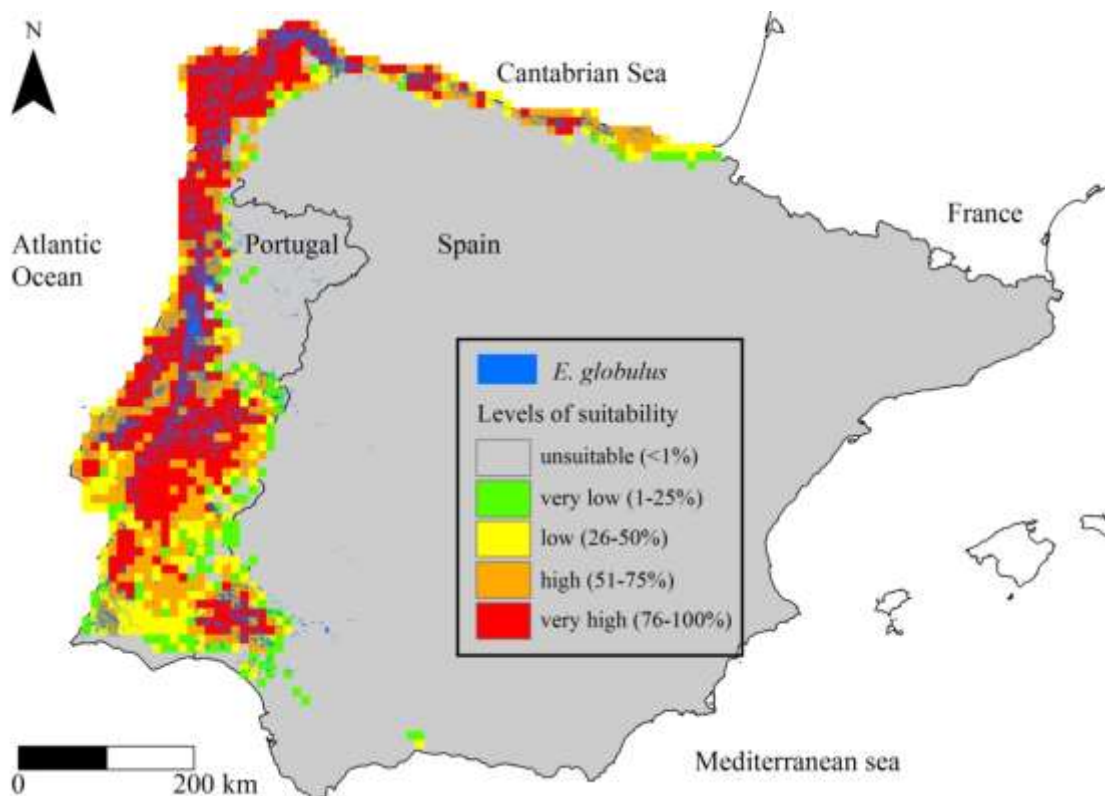 N
Cantabrian Sea
France
Atlantic
Ocean
Portugal
Spain
E. globulus
Levels of suitability
unsuitable (<1%)
very low (1-25%)
low (26-50%)
high (51-75%)
very high (76-100%)
Mediterranean sea
0
200 km